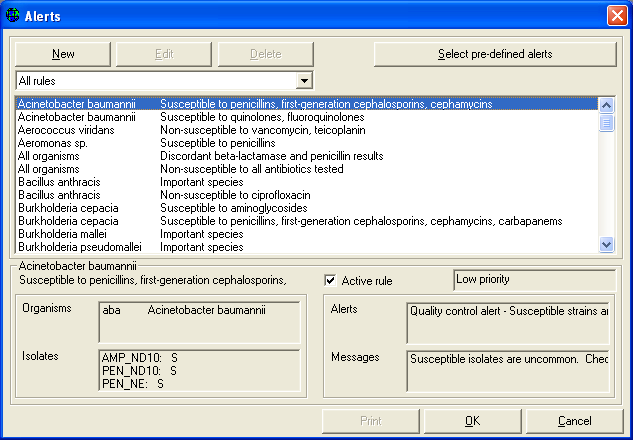 Alerts
New Edit Delete Select pre-defined alerts
All rules
Acinetobacter baumannii Susceptible to penicillins, first-generation cephalosporins, cephamycins
Acinetobacter baumannii Susceptible to quinolones, fluoroquinolones
Aerococcus viridans Non-susceptible to vancomycin, teicoplanin
Aeromonas sp. Susceptible to penicillins
All organisms Discordant beta-lactamase and penicillin results
All organisms Non-susceptible to all antibiotics tested
Bacillus anthracis Important species
Bacillus anthracis Non-susceptible to ciprofloxacin
Burkholderia cepacia Susceptible to aminoglycosides
Burkholderia cepacia Susceptible to penicillins, first-generation cephalosporins, cephamycins, carbapenems
Burkholderia mallei Important species
Burkholderia pseudomallei Important species
Acinetobacter baumannii
Susceptible to penicillins, first-generation cephalosporins, Active rule Low priority
Organisms aba Acinetobacter baumannii
Alerts Quality control alert - Susceptible strains ar
Isolates AMP_ND10: S
PEN_ND10: S
PEN_NE: S
Messages Susceptible isolates are uncommon. Chec
Print OK Cancel